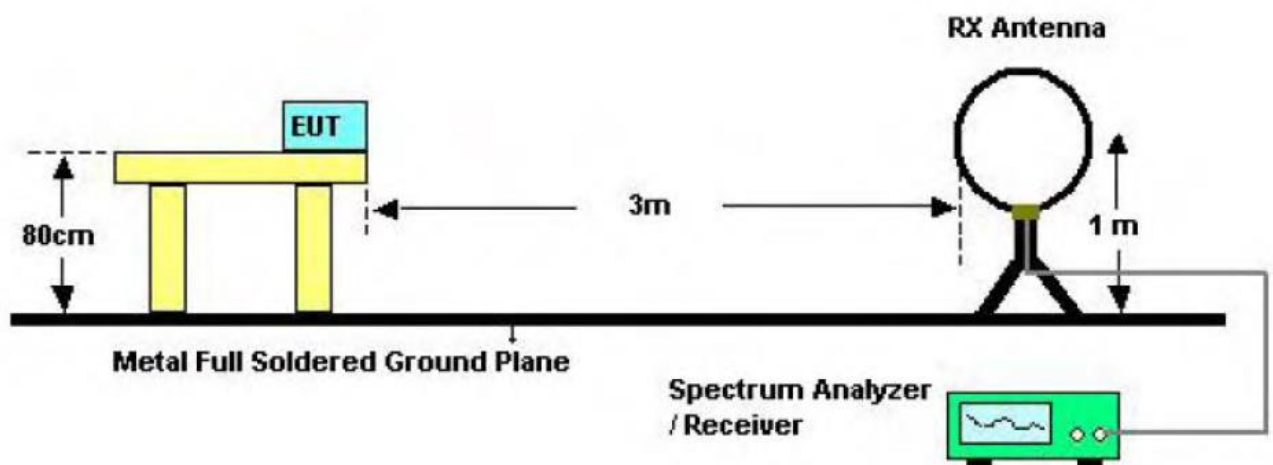 RX Antenna
EUT
3m
80cm
1 m
Metal Full Soldered Ground Plane
Spectrum Analyzer
/ Receiver